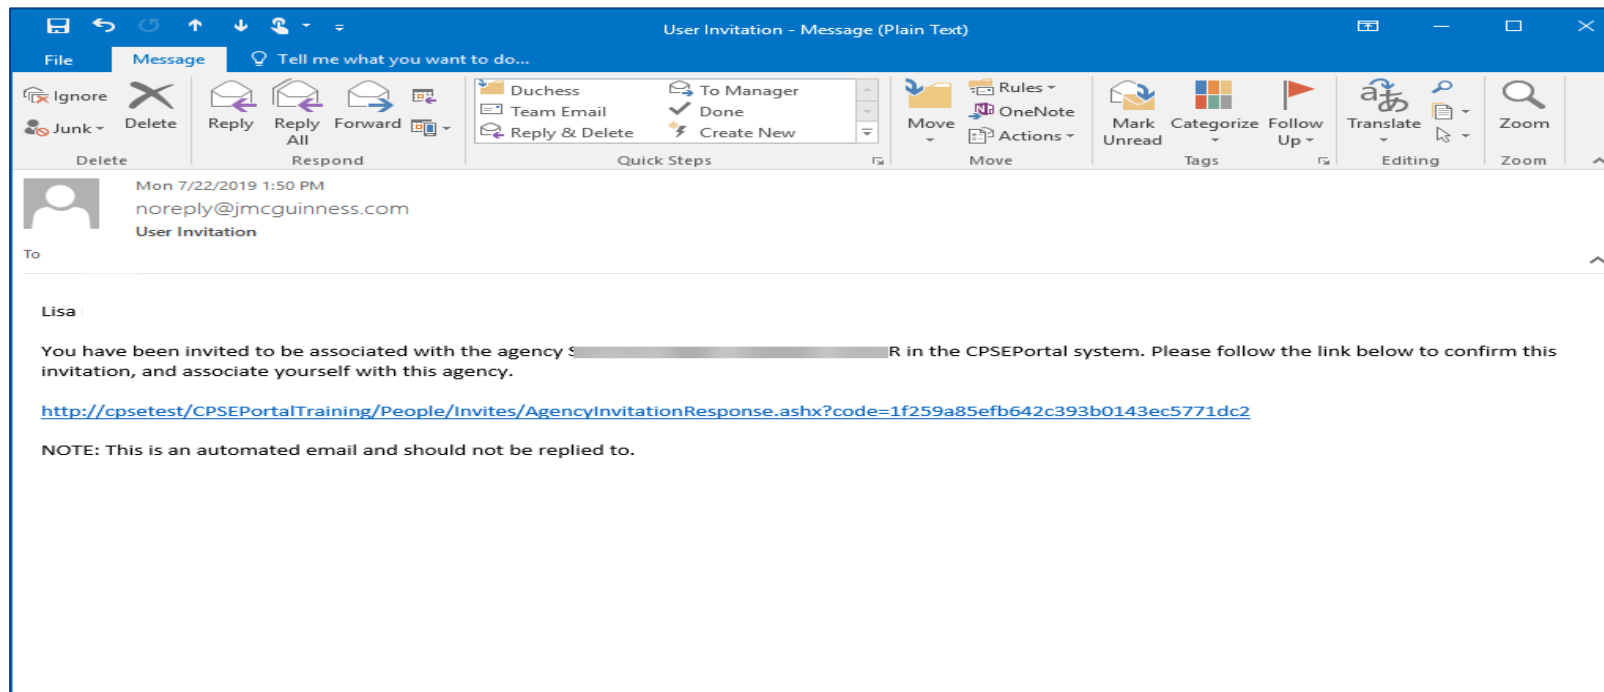 User Invitation - Message (Plain Text)
File Message Tell me what you want to do...
Ignore
Junk
Delete
Reply
Reply All
Forward
Duchess
Team Email
Reply & Delete
To Manager
Done
Create New
Move
Rules
OneNote
Actions
Mark Unread
Categorize
Follow Up
Translate
Zoom
Delete Respond Quick Steps Move Tags Editing Zoom
Mon 7/22/2019 1:50 PM
noreply@jmcguinness.com
User Invitation
To
Lisa
You have been invited to be associated with the agency S R in the CPSEPortal system. Please follow the link below to confirm this
invitation, and associate yourself with this agency.
http://cpsetest/CPSEPortalTraining/People/Invites/AgencyInvitationResponse.ashx?code=1f259a85efb642c393b0143ec5771dc2
NOTE: This is an automated email and should not be replied to.